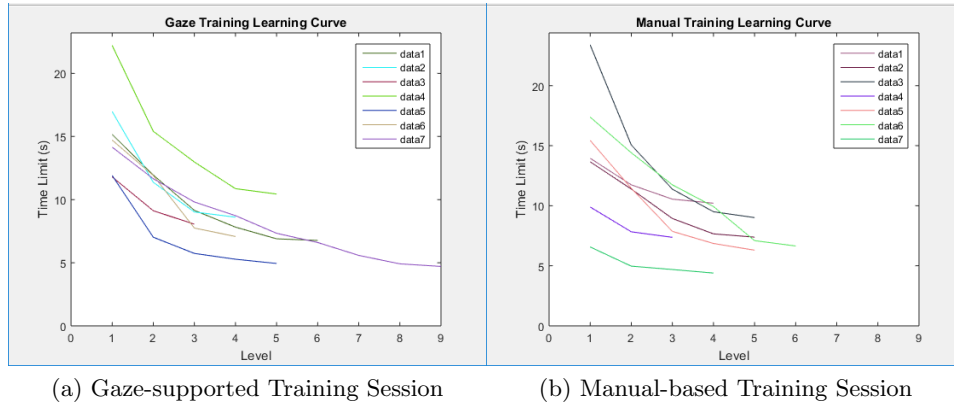 Gaze Training Learning Curve
Time Limit (s)
20
15
10
5
0
0 1 2 3 4 5 6 7 8 9
Level
data1
data2
data3
data4
data5
data6
data7
(a) Gaze-supported Training Session
Manual Training Learning Curve
Time Limit (s)
20
15
10
5
0
0 1 2 3 4 5 6 7 8 9
Level
data1
data2
data3
data4
data5
data6
data7
(b) Manual-based Training Session